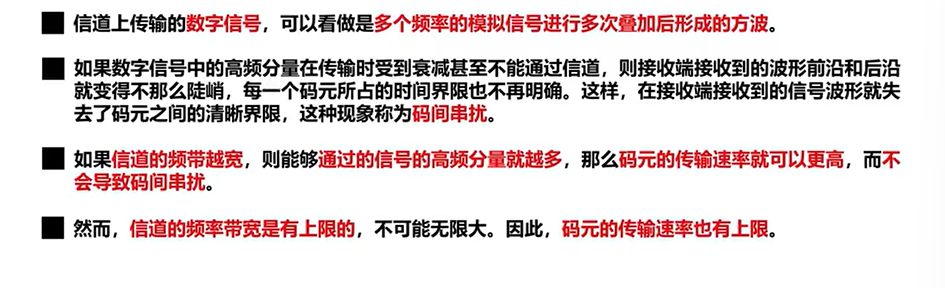 信道上传输的数字信号，可以看做是多个频率的模拟信号进行多次叠加后形成的方波。
如果数字信号中的高频分量在传输时受到衰减甚至不能通过信道，则接收端接收到的波形前沿和后沿
就变得不那么陡峭，每一个码元所占的时间界限也不再明确。这样，在接收端接收到的信号波形就失
去了码元之间的清晰界限，这种现象称为码间串扰。
如果信道的频带越宽，则能够通过的信号的高频分量就越多，那么码元的传输速率就可以更高，而不
会导致码间串扰。
然而，信道的频率带宽是有上限的，不可能无限大。因此，码元的传输速率也有上限。